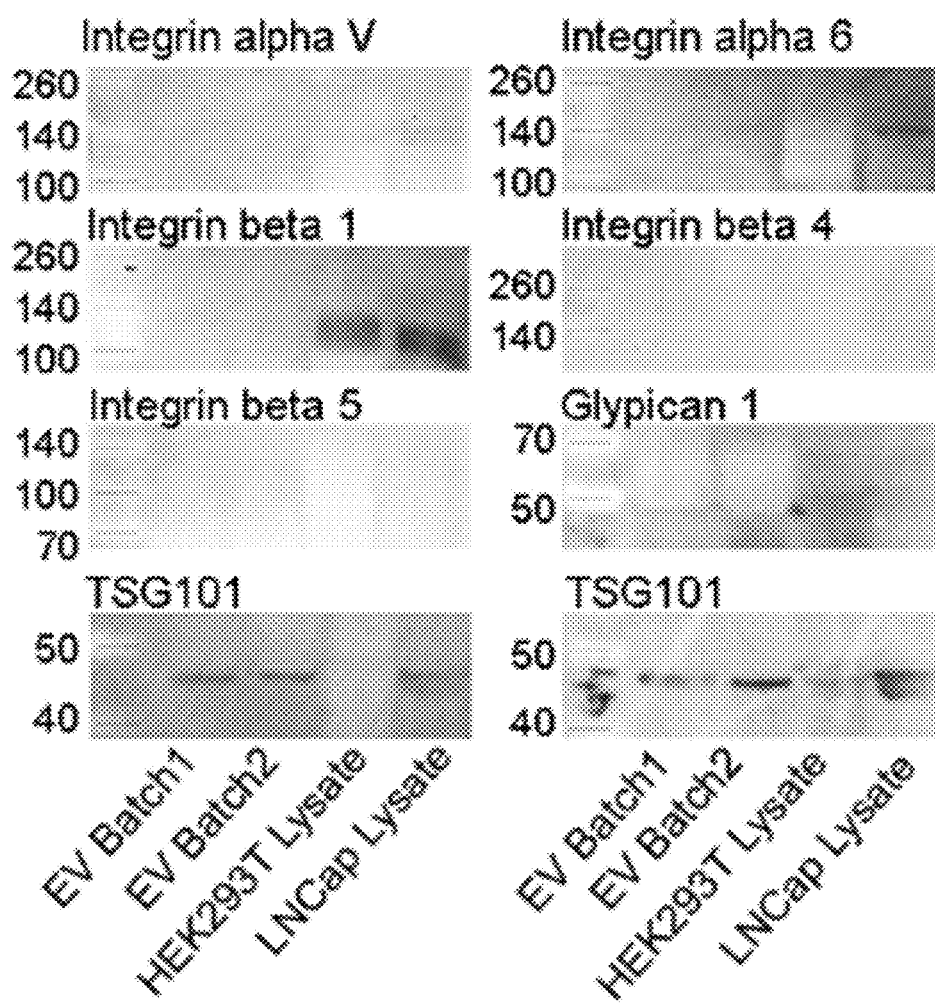 Integrin alpha V
260
140
100
Integrin alpha 6
260
140
100
Integrin beta 1
260
140
100
Integrin beta 4
260
140
Integrin beta 5
140
100
70
Glypican 1
70
50
TSG101
50
40
TSG101
50
40
EV Batch1
EV Batch2
HEK293T Lysate
LNCap Lysate
EV Batch1
EV Batch2
HEK293T Lysate
LNCap Lysate